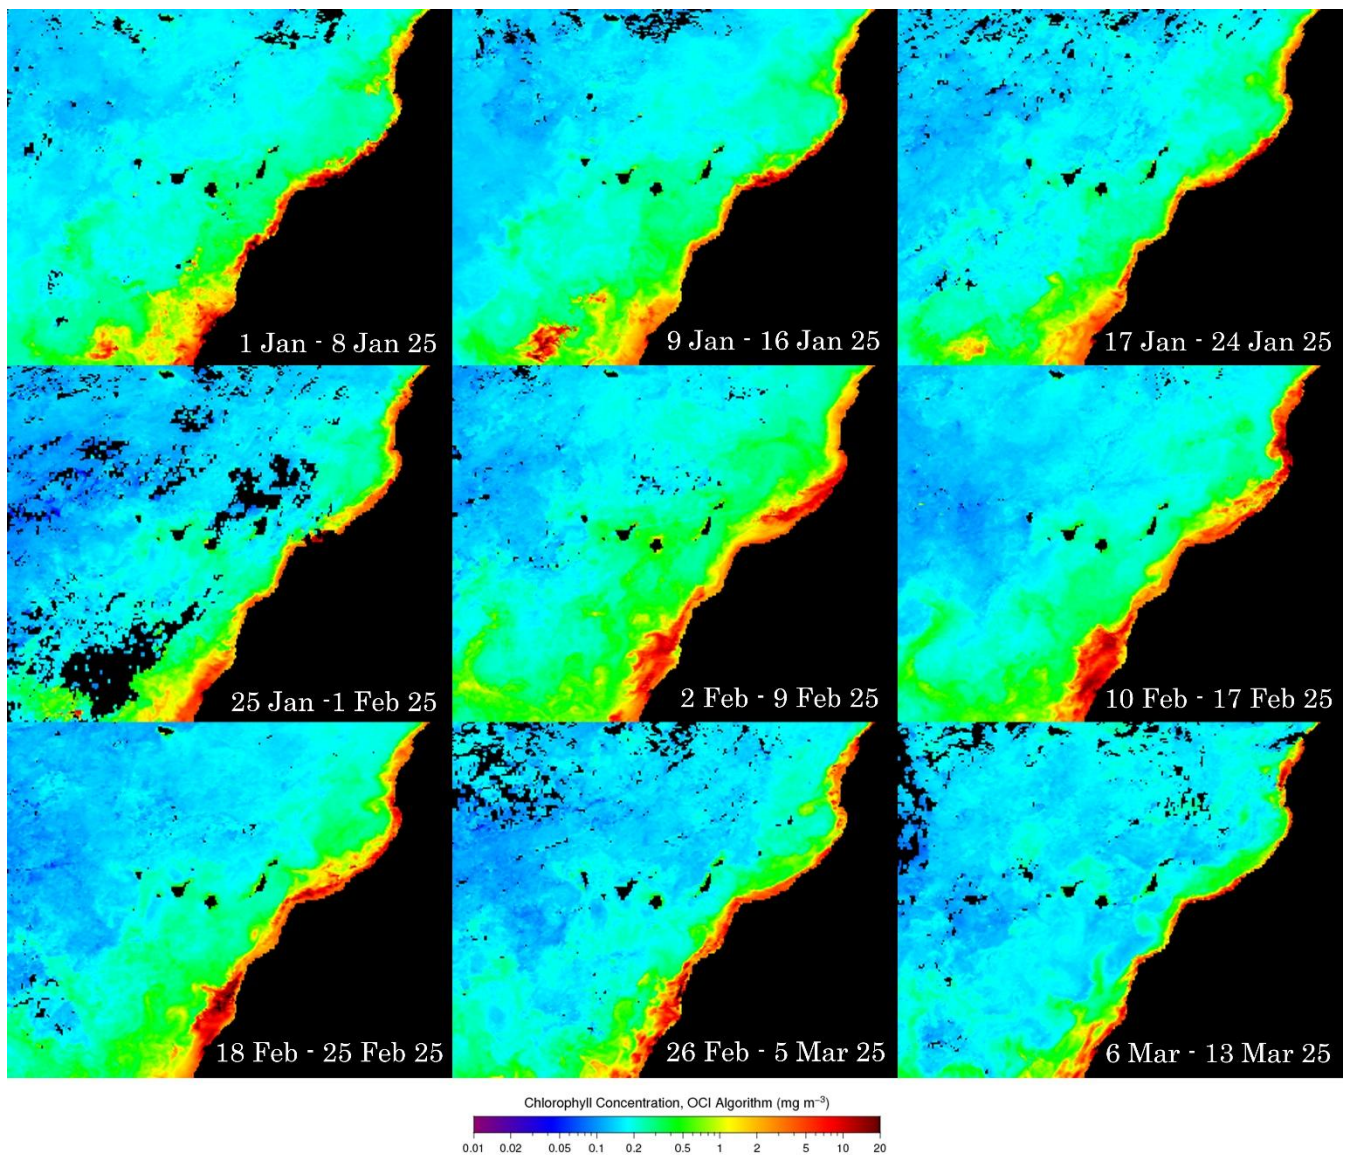 1 Jan - 8 Jan 25
9 Jan - 16 Jan 25
17 Jan - 24 Jan 25
25 Jan -1 Feb 25
2 Feb - 9 Feb 25
10 Feb - 17 Feb 25
18 Feb - 25 Feb 25
26 Feb - 5 Mar 25
6 Mar - 13 Mar 25
Chlorophyll Concentration, OCI Algorithm (mg m⁻³)
0.01 0.02 0.05 0.1 0.2 0.5 1 2 5 10 20